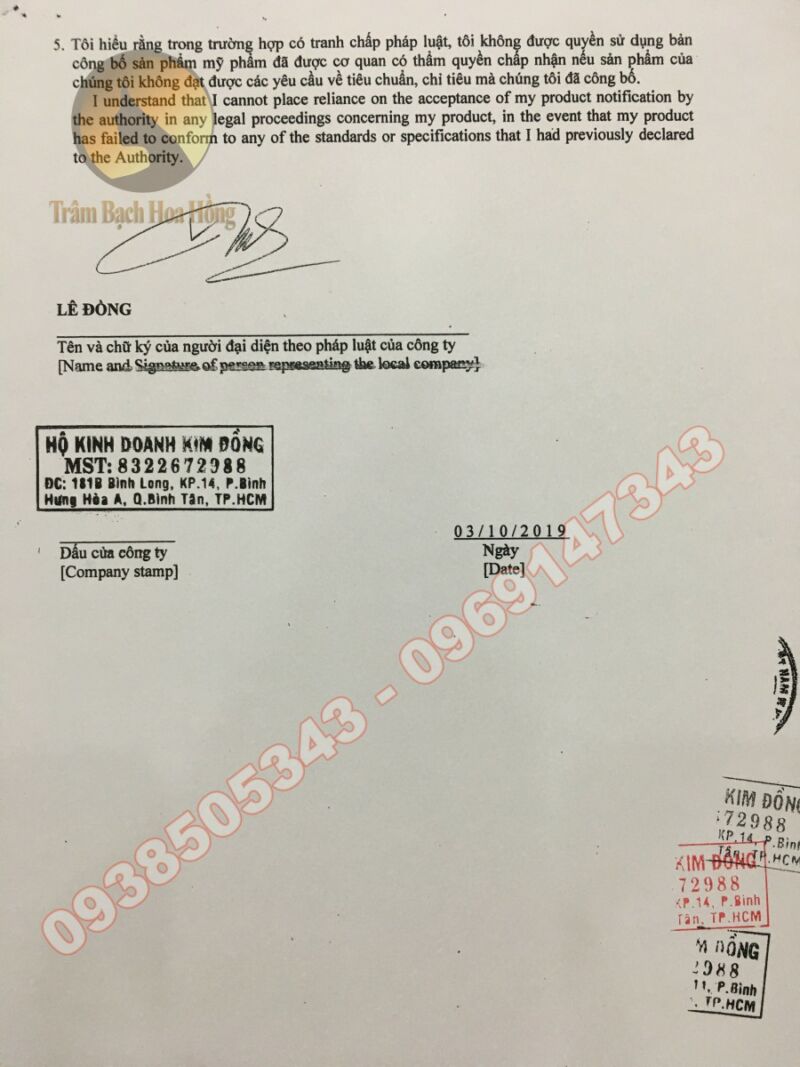 5. Tôi hiểu rằng trong trường hợp có tranh chấp pháp luật, tôi không được quyền sử dụng bản
công bố sản phẩm mỹ phẩm đã được cơ quan có thẩm quyền chấp nhận nếu sản phẩm của
chúng tôi không đạt được các yêu cầu về tiêu chuẩn, chỉ tiêu mà chúng tôi đã công bố.
I understand that I cannot place reliance on the acceptance of my product notification by
the authority in any legal proceedings concerning my product, in the event that my product
has failed to conform to any of the standards or specifications that I had previously declared
to the Authority.
Trâm Bạch Hoa Hồng
LÊ ĐÒNG
Tên và chữ ký của người đại diện theo pháp luật của công ty
[Name and Signature of person representing the local company]
HỘ KINH DOANH KIM ĐỒNG
MST: 8322672988
ĐC: 181B Bình Long, KP.14, P.Bình
Hưng Hòa A, Q.Bình Tân, TP.HCM
03/10/2019
Dấu của công ty
Ngày
[Company stamp]
[Date]
0938505343 - 0969147343
KIM ĐỒNG
72988
KP.14, P.Bình
Tân, TP.HCM
KIM ĐỒNG
72988
KP.14, P.Bình
Tân, TP.HCM
M ĐỒNG
2988
P.Bình
TP.HCM